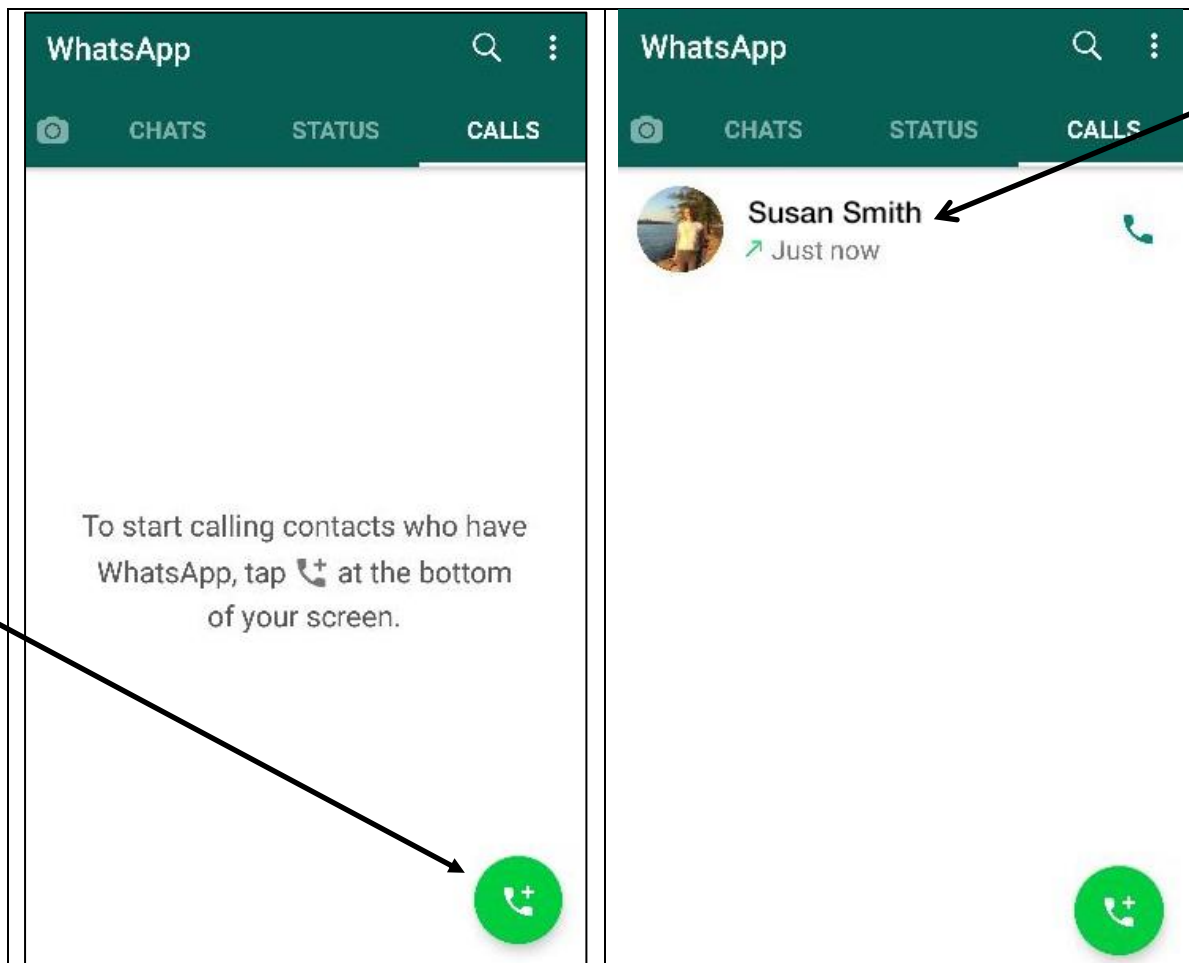 WhatsApp
CHATS STATUS CALLS
To start calling contacts who have
WhatsApp, tap at the bottom
of your screen.
WhatsApp
CHATS STATUS CALLS
Susan Smith
Just now